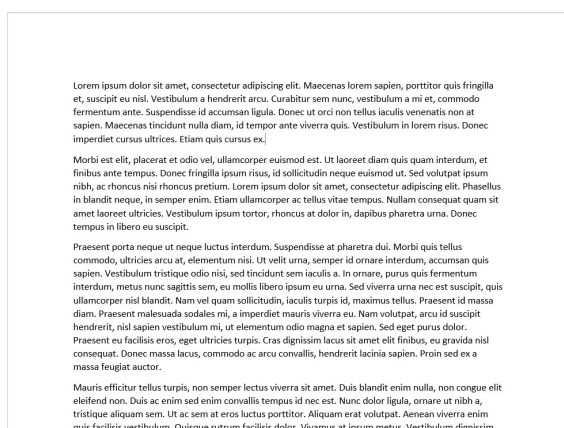 Lorem ipsum dolor sit amet, consectetur adipiscing elit. Maecenas lorem sapien, porttitor quis fringilla
et, suscipit eu nisl. Vestibulum a hendrerit arcu. Curabitur sem nunc, vestibulum a mi et, commodo
fermentum ante. Suspendisse id accumsan ligula. Donec ut orci non tellus iaculis venenatis non at
sapien. Maecenas tincidunt nulla diam, id tempor ante viverra quis. Vestibulum in lorem risus. Donec
imperdiet cursus ultrices. Etiam quis cursus ex.
Morbi est elit, placerat et odio vel, ullamcorper euismod est. Ut laoreet diam quis quam interdum, et
finibus ante tempus. Donec fringilla ipsum risus, id sollicitudin neque euismod ut. Sed volutpat ipsum
nibh, ac rhoncus nisi rhoncus pretium. Lorem ipsum dolor sit amet, consectetur adipiscing elit. Phasellus
in blandit neque, in semper enim. Etiam ullamcorper ac tellus vitae tempus. Nullam consequat quam sit
amet laoreet ultricies. Vestibulum ipsum tortor, rhoncus at dolor in, dapibus pharetra urna. Donec
tempus in libero eu suscipit.
Praesent porta neque ut neque luctus interdum. Suspendisse at pharetra dui. Morbi quis tellus
commodo, ultricies arcu at, elementum nisi. Ut velit urna, semper id ornare interdum, accumsan quis
sapien. Vestibulum tristique odio nisi, sed tincidunt sem iaculis a. In ornare, purus quis fermentum
interdum, metus nunc sagittis sem, eu mollis libero ipsum eu urna. Sed viverra urna nec est suscipit, quis
ullamcorper nisl blandit. Nam vel quam sollicitudin, iaculis turpis id, maximus tellus. Praesent id massa
diam. Praesent malesuada sodales mi, a imperdiet mauris viverra eu. Nam volutpat, arcu id suscipit
hendrerit, nisl sapien vestibulum mi, ut elementum odio magna et sapien. Sed eget purus dolor.
Praesent eu facilisis eros, eget ultricies turpis. Cras dignissim lacus sit amet elit finibus, eu gravida nisl
consequat. Donec massa lacus, commodo ac arcu convallis, hendrerit lacinia sapien. Proin sed ex a
massa feugiat auctor.
Mauris efficitur tellus turpis, non semper lectus viverra sit amet. Duis blandit enim nulla, non congue elit
eleifend non. Duis ac enim sed enim convallis tempus id nec est. Nunc dolor ligula, ornare ut nibh a,
tristique aliquam sem. Ut ac sem at eros luctus porttitor. Aliquam erat volutpat. Aenean viverra enim
quis facilisis vestibulum. Quisque rutrum facilisis dolor. Vivamus at ipsum metus. Vestibulum dignissim